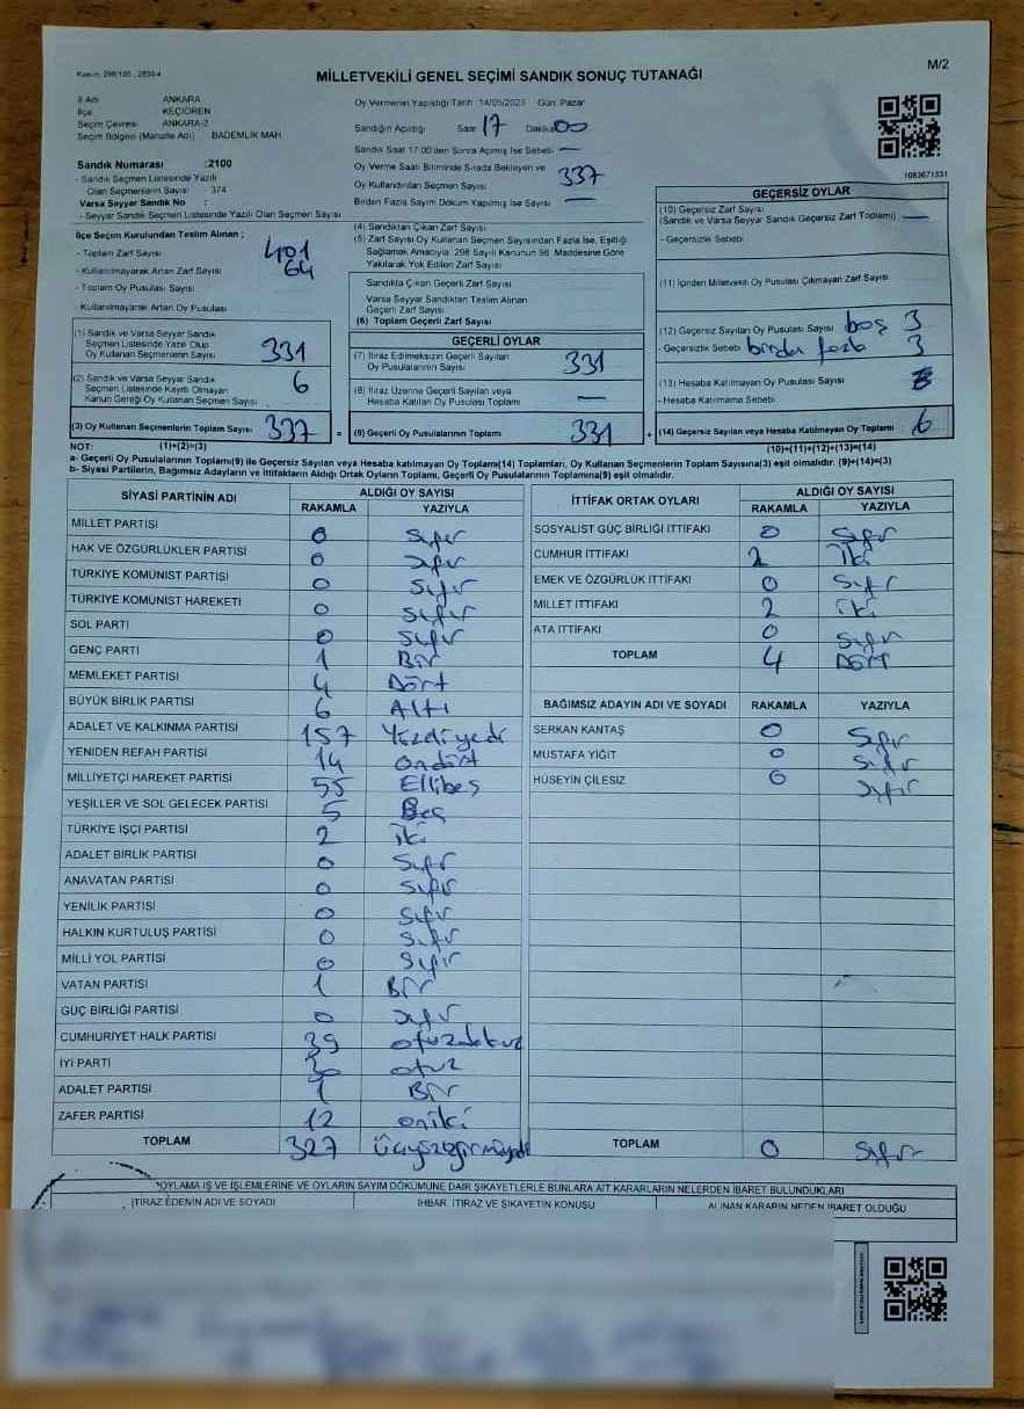 M/2
MİLLETVEKİLİ GENEL SEÇİMİ SANDIK SONUÇ TUTANAĞI
İl Adı ANKARA
İlçe KEÇİÖREN
Seçim Çevresi ANKARA-2
Seçim Bölgesi (Mahalle Adı) BADEMLİK MAH
Sandık Numarası :2100
- Sandık Seçmen Listesinde Yazılı
Olan Seçmenlerin Sayısı 374
Varsa Seyyar Sandık No :
- Seyyar Sandık Seçmen Listesinde Yazılı Olan Seçmen Sayısı
Oy Vermenin Yapıldığı Tarih :14/05/2023 Gün: Pazar
Sandığın Açıldığı Saat 17 Dakika 00
Sandık Saat 17:00'den Sonra Açılmış İse Sebebi —
Oy Verme Saati Bitiminde Sırada Bekleyen ve
Oy Kullandırılan Seçmen Sayısı 337
Birden Fazla Sayım Döküm Yapılmış İse Sayısı —
1083671531
İlçe Seçim Kurulundan Teslim Alınan ;
- Toplam Zarf Sayısı 401
- Kullanılmayarak Artan Zarf Sayısı 64
- Toplam Oy Pusulası Sayısı
- Kullanılmayarak Artan Oy Pusulası
(4) Sandıktan Çıkan Zarf Sayısı
(5) Zarf Sayısı Oy Kullanan Seçmen Sayısından Fazla İse, Eşitliği
Sağlamak Amacıyla, 298 Sayılı Kanunun 98. Maddesine Göre
Yakılarak Yok Edilen Zarf Sayısı
Sandıkta Çıkan Geçerli Zarf Sayısı
Varsa Seyyar Sandıktan Teslim Alınan
Geçerli Zarf Sayısı
(6) Toplam Geçerli Zarf Sayısı
GEÇERSİZ OYLAR
(10) Geçersiz Zarf Sayısı
(Sandık ve Varsa Seyyar Sandık Geçersiz Zarf Toplamı) —
- Geçersizlik Sebebi
(11) İçinden Milletvekili Oy Pusulası Çıkmayan Zarf Sayısı
(12) Geçersiz Sayılan Oy Pusulası Sayısı boş 3
- Geçersizlik Sebebi birden fazla 3
(13) Hesaba Katılmayan Oy Pusulası Sayısı
- Hesaba Katılmama Sebebi
(14) Geçersiz Sayılan veya Hesaba Katılmayan Oy Toplamı 6
(10)+(11)+(12)+(13)=(14)
(1) Sandık ve Varsa Seyyar Sandık
Seçmen Listesinde Yazılı Olup
Oy Kullanan Seçmenlerin Sayısı 331
(2) Sandık ve Varsa Seyyar Sandık
Seçmen Listesinde Kayıtlı Olmayan
Kanun Gereği Oy Kullanan Seçmen Sayısı 6
(3) Oy Kullanan Seçmenlerin Toplam Sayısı 337
GEÇERLİ OYLAR
(7) İtiraz Edilmeksizin Geçerli Sayılan
Oy Pusulalarının Sayısı 331
(8) İtiraz Üzerine Geçerli Sayılan veya
Hesaba Katılan Oy Pusulası Toplamı —
= (9) Geçerli Oy Pusulalarının Toplamı 331 +
NOT: (1)+(2)=(3)
a- Geçerli Oy Pusulalarının Toplamı(9) ile Geçersiz Sayılan veya Hesaba katılmayan Oy Toplamı(14) Toplamları, Oy Kullanan Seçmenlerin Toplam Sayısına(3) eşit olmalıdır. (9)+(14)=(3)
b- Siyasi Partilerin, Bağımsız Adayların ve İttifakların Aldığı Ortak Oyların Toplamı, Geçerli Oy Pusulalarının Toplamına(9) eşit olmalıdır.
SİYASİ PARTİNİN ADI ALDIĞI OY SAYISI
RAKAMLA YAZIYLA
MİLLET PARTİSİ 0 Sıfır
HAK VE ÖZGÜRLÜKLER PARTİSİ 0 Sıfır
TÜRKİYE KOMÜNİST PARTİSİ 0 Sıfır
TÜRKİYE KOMÜNİST HAREKETİ 0 Sıfır
SOL PARTİ 0 Sıfır
GENÇ PARTİ 1 Bir
MEMLEKET PARTİSİ 4 Dört
BÜYÜK BİRLİK PARTİSİ 6 Altı
ADALET VE KALKINMA PARTİSİ 157 Yüzelliyedi
YENİDEN REFAH PARTİSİ 14 Ondört
MİLLİYETÇİ HAREKET PARTİSİ 55 Ellibeş
YEŞİLLER VE SOL GELECEK PARTİSİ 5 Beş
TÜRKİYE İŞÇİ PARTİSİ 2 İki
ADALET BİRLİK PARTİSİ 0 Sıfır
ANAVATAN PARTİSİ 0 Sıfır
YENİLİK PARTİSİ 0 Sıfır
HALKIN KURTULUŞ PARTİSİ 0 Sıfır
MİLLİ YOL PARTİSİ 0 Sıfır
VATAN PARTİSİ 1 Bir
GÜÇ BİRLİĞİ PARTİSİ 0 Sıfır
CUMHURİYET HALK PARTİSİ 39 otuzdokuz
İYİ PARTİ 30 otuz
ADALET PARTİSİ 1 Bir
ZAFER PARTİSİ 12 oniki
TOPLAM 327 Üçyüzyirmiyedi
İTTİFAK ORTAK OYLARI ALDIĞI OY SAYISI
RAKAMLA YAZIYLA
SOSYALİST GÜÇ BİRLİĞİ İTTİFAKI 0 Sıfır
CUMHUR İTTİFAKI 2 İki
EMEK VE ÖZGÜRLÜK İTTİFAKI 0 Sıfır
MİLLET İTTİFAKI 2 iki
ATA İTTİFAKI 0 Sıfır
TOPLAM 4 Dört
BAĞIMSIZ ADAYIN ADI VE SOYADI RAKAMLA YAZIYLA
SERKAN KANTAŞ 0 Sıfır
MUSTAFA YİĞİT 0 Sıfır
HÜSEYİN ÇİLESİZ 0 Sıfır
TOPLAM 0 Sıfır
OYLAMA İŞ VE İŞLEMLERİNE VE OYLARIN SAYIM DÖKÜMÜNE DAİR ŞİKAYETLERLE BUNLARA AİT KARARLARIN NELERDEN İBARET BULUNDUKLARI
İTİRAZ EDENİN ADI VE SOYADI İHBAR, İTİRAZ VE ŞİKAYETİN KONUSU ALINAN KARARIN NEDEN İBARET OLDUĞU